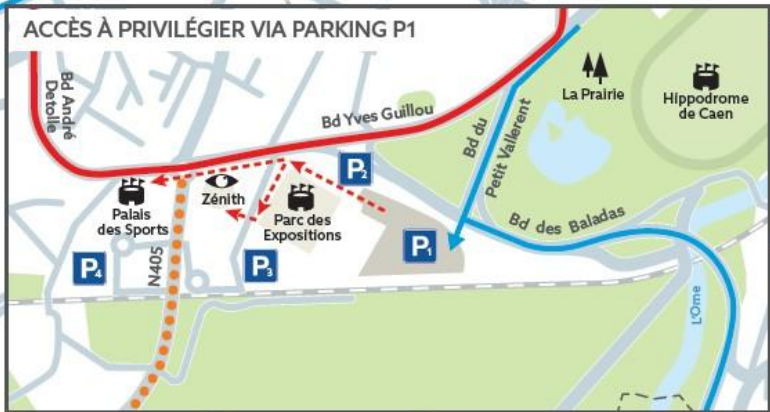 ACCÈS À PRIVILÉGIER VIA PARKING P1
Bd André
Detolle
Bd Yves Guillou
La Prairie
Hippodrome
de Caen
Bd du
Petit Vallerent
P2
Zénith
Palais
des Sports
Parc des
Expositions
Bd des Baladas
P1
P3
P4
N405
L'Orne